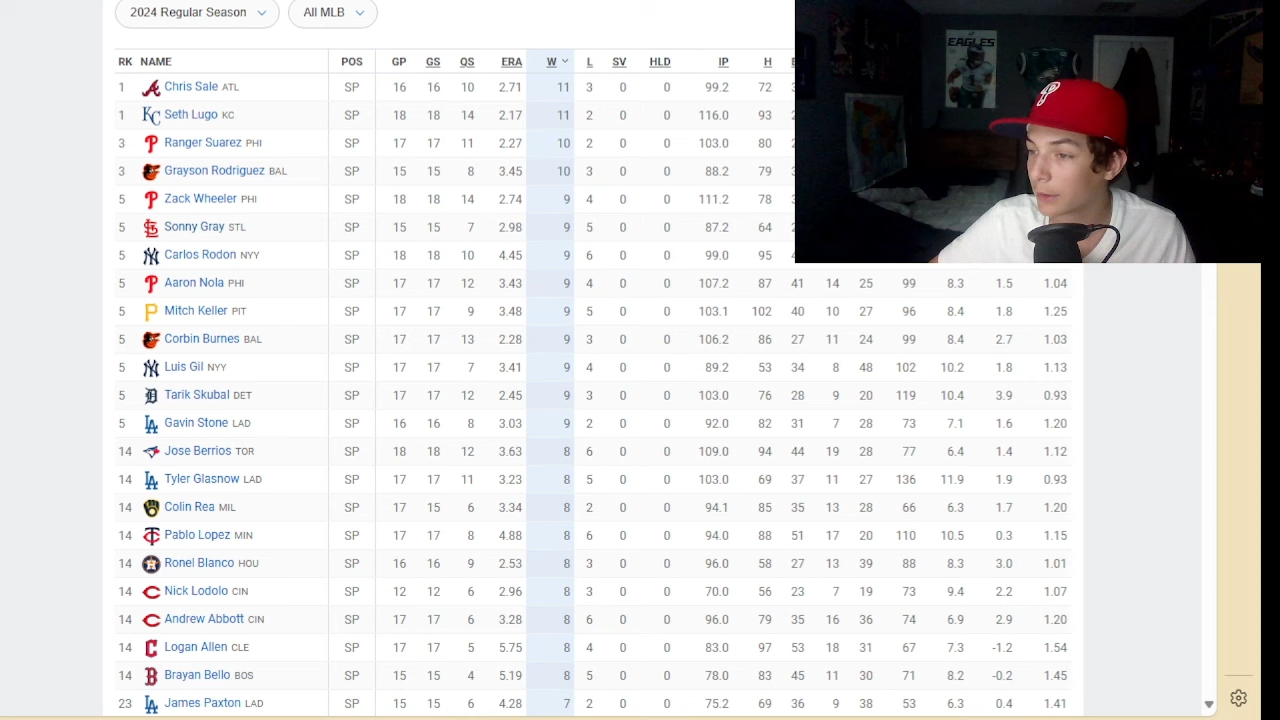 2024 Regular Season All MLB
RK NAME POS GP GS QS ERA W L SV HLD IP H
1 Chris Sale ATL SP 16 16 10 2.71 11 3 0 0 99.2 72
1 Seth Lugo KC SP 18 18 14 2.17 11 2 0 0 116.0 93
3 Ranger Suarez PHI SP 17 17 11 2.27 10 2 0 0 103.0 80
3 Grayson Rodriguez BAL SP 15 15 8 3.45 10 3 0 0 88.2 79
5 Zack Wheeler PHI SP 18 18 14 2.74 9 4 0 0 111.2 78
5 Sonny Gray STL SP 15 15 7 2.98 9 5 0 0 87.2 64
5 Carlos Rodon NYY SP 18 18 10 4.45 9 6 0 0 99.0 95
5 Aaron Nola PHI SP 17 17 12 3.43 9 4 0 0 107.2 87 41 14 25 99 8.3 1.5 1.04
5 Mitch Keller PIT SP 17 17 9 3.48 9 5 0 0 103.1 102 40 10 27 96 8.4 1.8 1.25
5 Corbin Burnes BAL SP 17 17 13 2.28 9 3 0 0 106.2 86 27 11 24 99 8.4 2.7 1.03
5 Luis Gil NYY SP 17 17 7 3.41 9 4 0 0 89.2 53 34 8 48 102 10.2 1.8 1.13
5 Tarik Skubal DET SP 17 17 12 2.45 9 3 0 0 103.0 76 28 9 20 119 10.4 3.9 0.93
5 Gavin Stone LAD SP 16 16 8 3.03 9 2 0 0 92.0 82 31 7 28 73 7.1 1.6 1.20
14 Jose Berrios TOR SP 18 18 12 3.63 8 6 0 0 109.0 94 44 19 28 77 6.4 1.4 1.12
14 Tyler Glasnow LAD SP 17 17 11 3.23 8 5 0 0 103.0 69 37 11 27 136 11.9 1.9 0.93
14 Colin Rea MIL SP 17 15 6 3.34 8 2 0 0 94.1 85 35 13 28 66 6.3 1.7 1.20
14 Pablo Lopez MIN SP 17 17 8 4.88 8 6 0 0 94.0 88 51 17 20 110 10.5 0.3 1.15
14 Ronel Blanco HOU SP 16 16 9 2.53 8 3 0 0 96.0 58 27 13 39 88 8.3 3.0 1.01
14 Nick Lodolo CIN SP 12 12 6 2.96 8 3 0 0 70.0 56 23 7 19 73 9.4 2.2 1.07
14 Andrew Abbott CIN SP 17 17 6 3.28 8 6 0 0 96.0 79 35 16 36 74 6.9 2.9 1.20
14 Logan Allen CLE SP 17 17 5 5.75 8 4 0 0 83.0 97 53 18 31 67 7.3 -1.2 1.54
14 Brayan Bello BOS SP 15 15 4 5.19 8 5 0 0 78.0 83 45 11 30 71 8.2 -0.2 1.45
23 James Paxton LAD SP 15 15 6 4.28 7 2 0 0 75.2 69 36 9 38 53 6.3 0.4 1.41
EAGLES